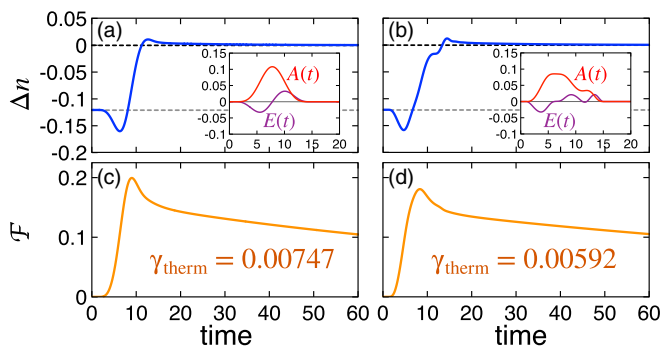 (a)
0.05
0
-0.05
-0.1
-0.15
-0.2
Δn
0.15
0.1
0.05
0
-0.05
-0.1
0 5 10 15 20
A(t)
E(t)
(b)
0.15
0.1
0.05
0
-0.05
-0.1
0 5 10 15 20
A(t)
E(t)
(c)
0.2
0.1
0
ℱ
γtherm = 0.00747
0 10 20 30 40 50 60
time
(d)
γtherm = 0.00592
0 10 20 30 40 50 60
time